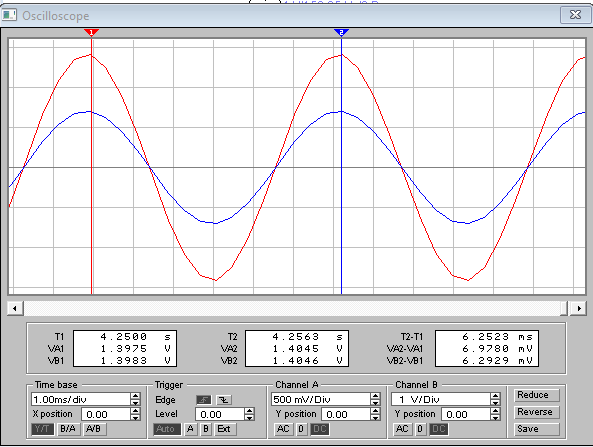 Oscilloscope
1 2
T1 4.2500 s T2 4.2563 s T2-T1 6.2523 ms
VA1 1.3975 V VA2 1.4045 V VA2-VA1 6.9780 mV
VB1 1.3983 V VB2 1.4046 V VB2-VB1 6.2929 mV
Time base Trigger Channel A Channel B
1.00ms/div Edge 500 mV/Div 1 V/Div Reduce
X position 0.00 Level 0.00 Y position 0.00 Y position 0.00 Reverse
Y/T B/A A/B Auto A B Ext AC 0 DC AC 0 DC Save